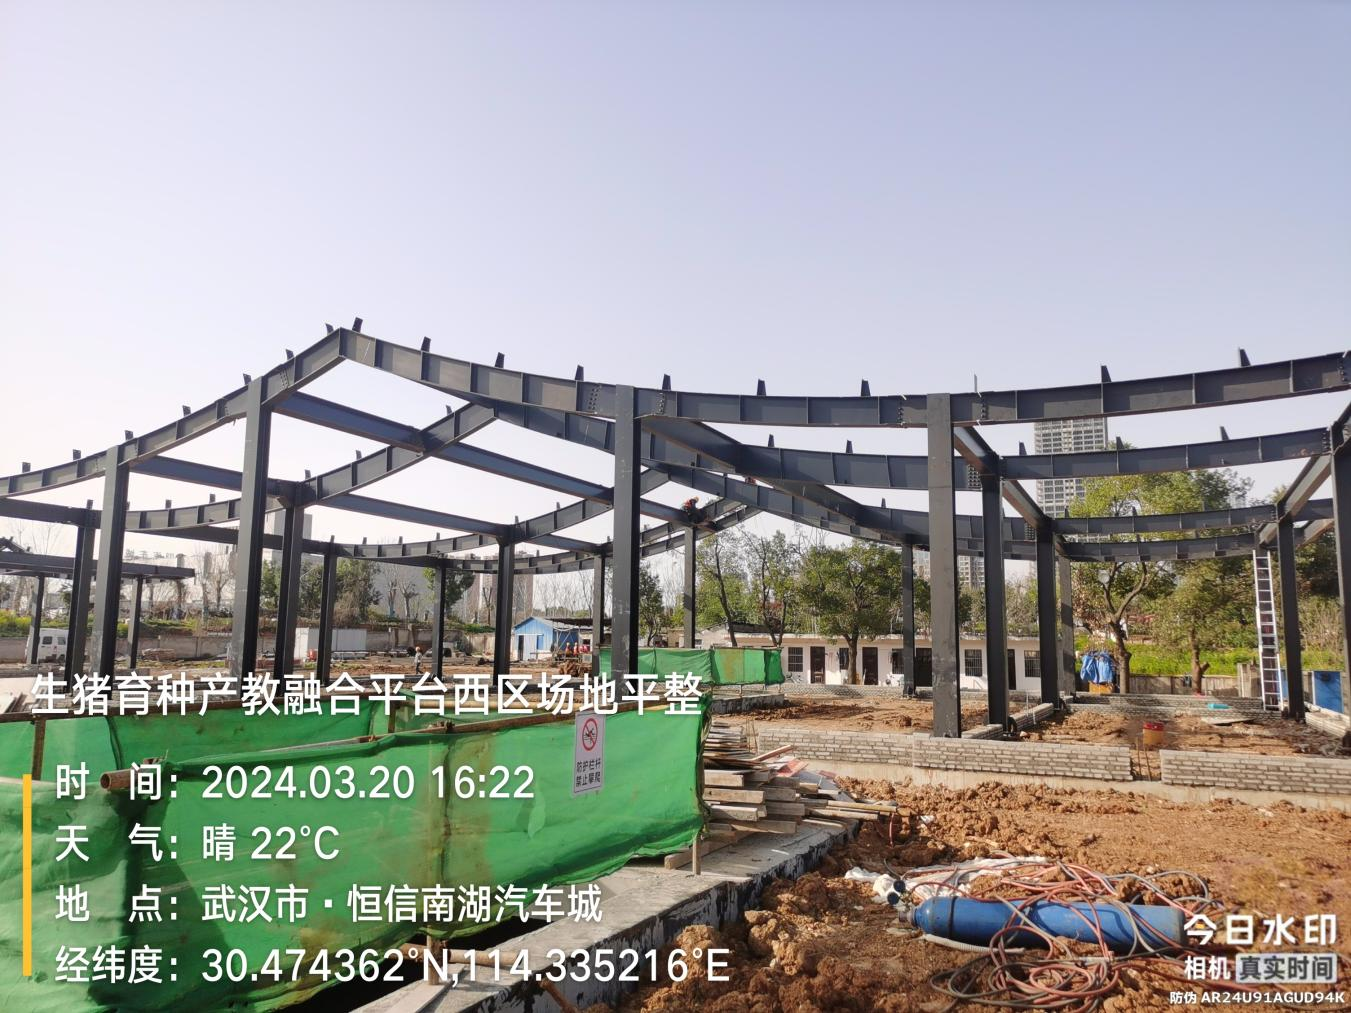 生猪育种产教融合平台西区场地平整
防护栏杆
禁止攀爬
时 间：2024.03.20 16:22
天 气：晴 22℃
地 点：武汉市·恒信南湖汽车城
经纬度：30.474362°N,114.335216°E
今日水印
相机 真实时间
防伪 AR24U91AGUD94K